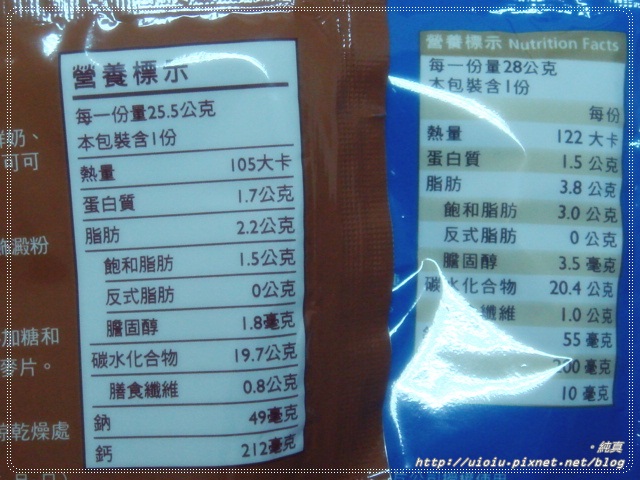 營養標示
每一份量25.5公克
本包裝含1份
熱量 105大卡
蛋白質 1.7公克
脂肪 2.2公克
飽和脂肪 1.5公克
反式脂肪 0公克
膽固醇 1.8毫克
碳水化合物 19.7公克
膳食纖維 0.8公克
鈉 49毫克
鈣 212毫克
鮮奶、
可可
澱粉
加糖和
麥片。
乾燥處
營養標示 Nutrition Facts
每一份量28公克
本包裝含1份
每份
熱量 122 大卡
蛋白質 1.5 公克
脂肪 3.8 公克
飽和脂肪 3.0 公克
反式脂肪 0 公克
膽固醇 3.5 毫克
碳水化合物 20.4 公克
纖維 1.0 公克
55 毫克
200 毫克
10 毫克
·純真
http://uioiu.pixnet.net/blog